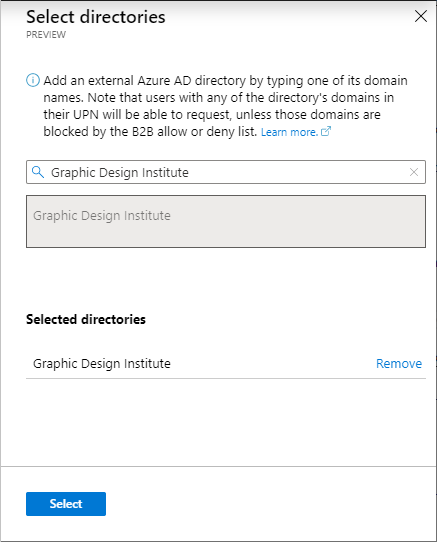 Select directories
PREVIEW
Add an external Azure AD directory by typing one of its domain
names. Note that users with any of the directory's domains in
their UPN will be able to request, unless those domains are
blocked by the B2B allow or deny list. Learn more.
Graphic Design Institute
Graphic Design Institute
Selected directories
Graphic Design Institute Remove
Select